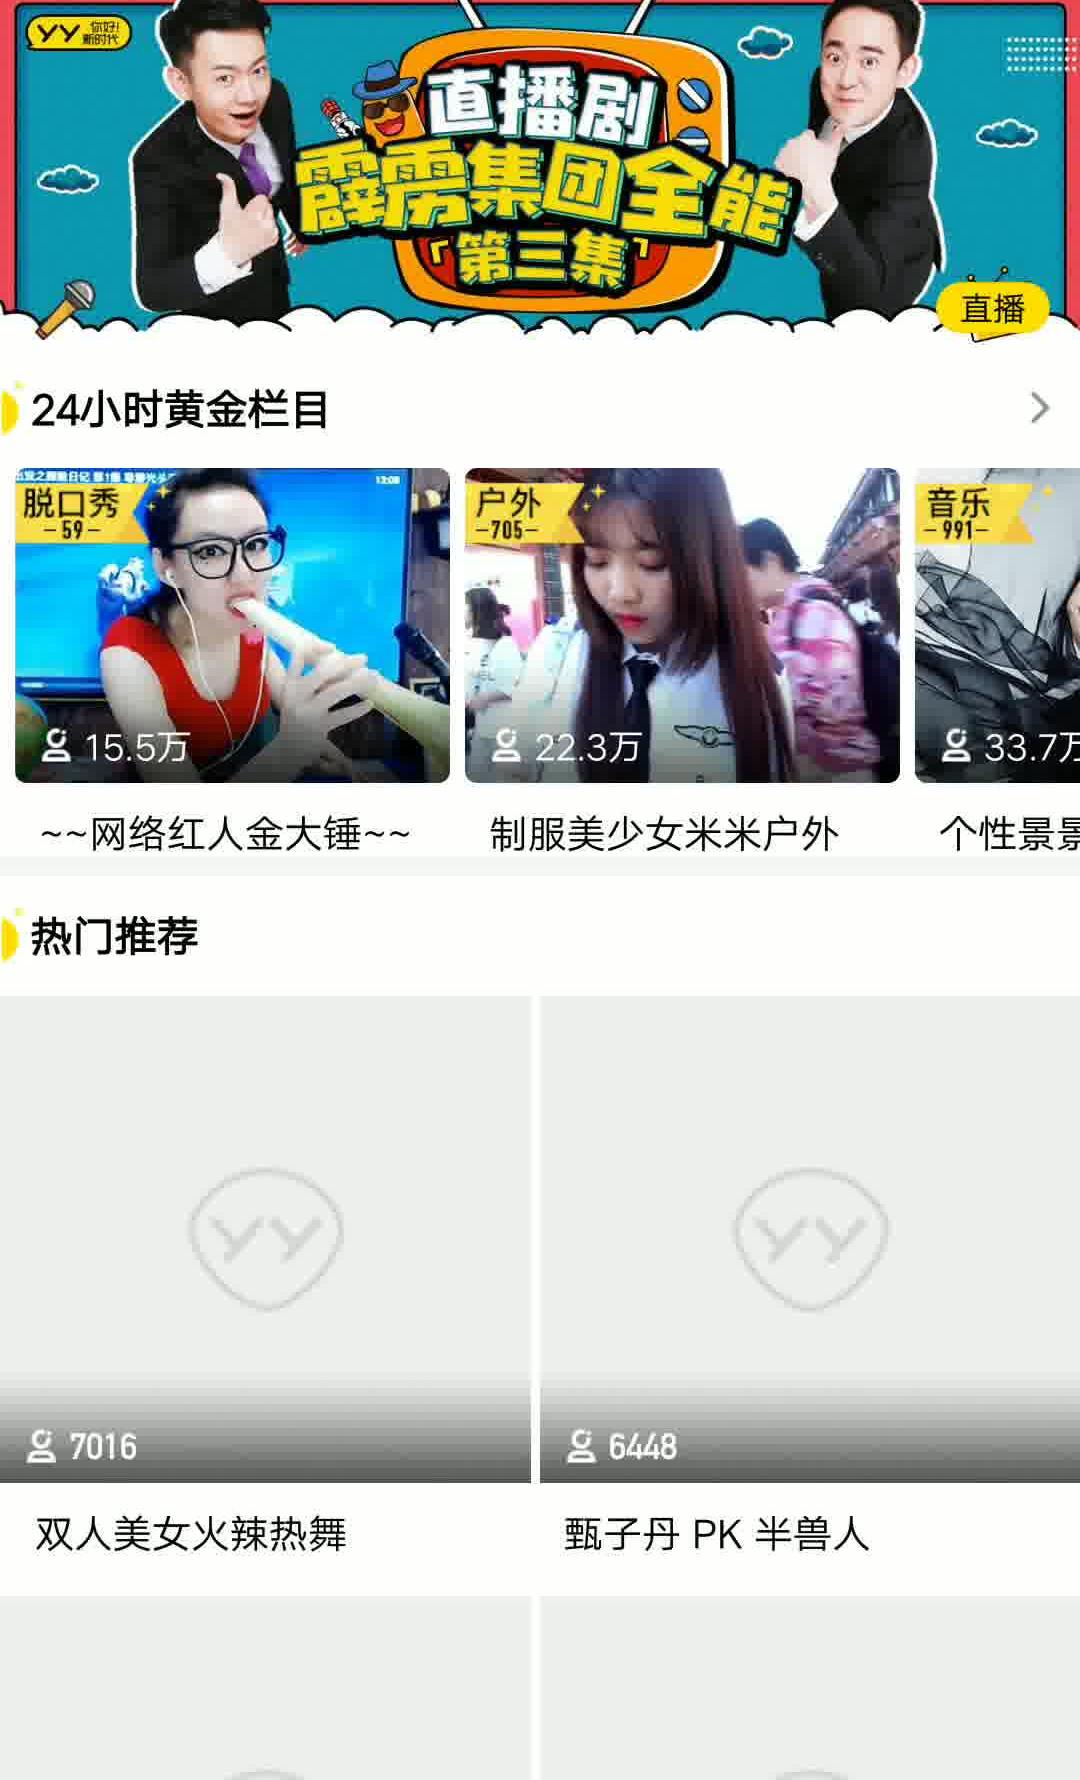 YY 你好!
新时代
直播剧
霹雳集团全能
第三集
直播
24小时黄金栏目
13:08
脱口秀
-59-
户外
-705-
音乐
-991-
15.5万
22.3万
33.7万
~~网络红人金大锤~~
制服美少女米米户外
个性景景
热门推荐
YY
YY
7016
6448
双人美女火辣热舞
甄子丹 PK 半兽人